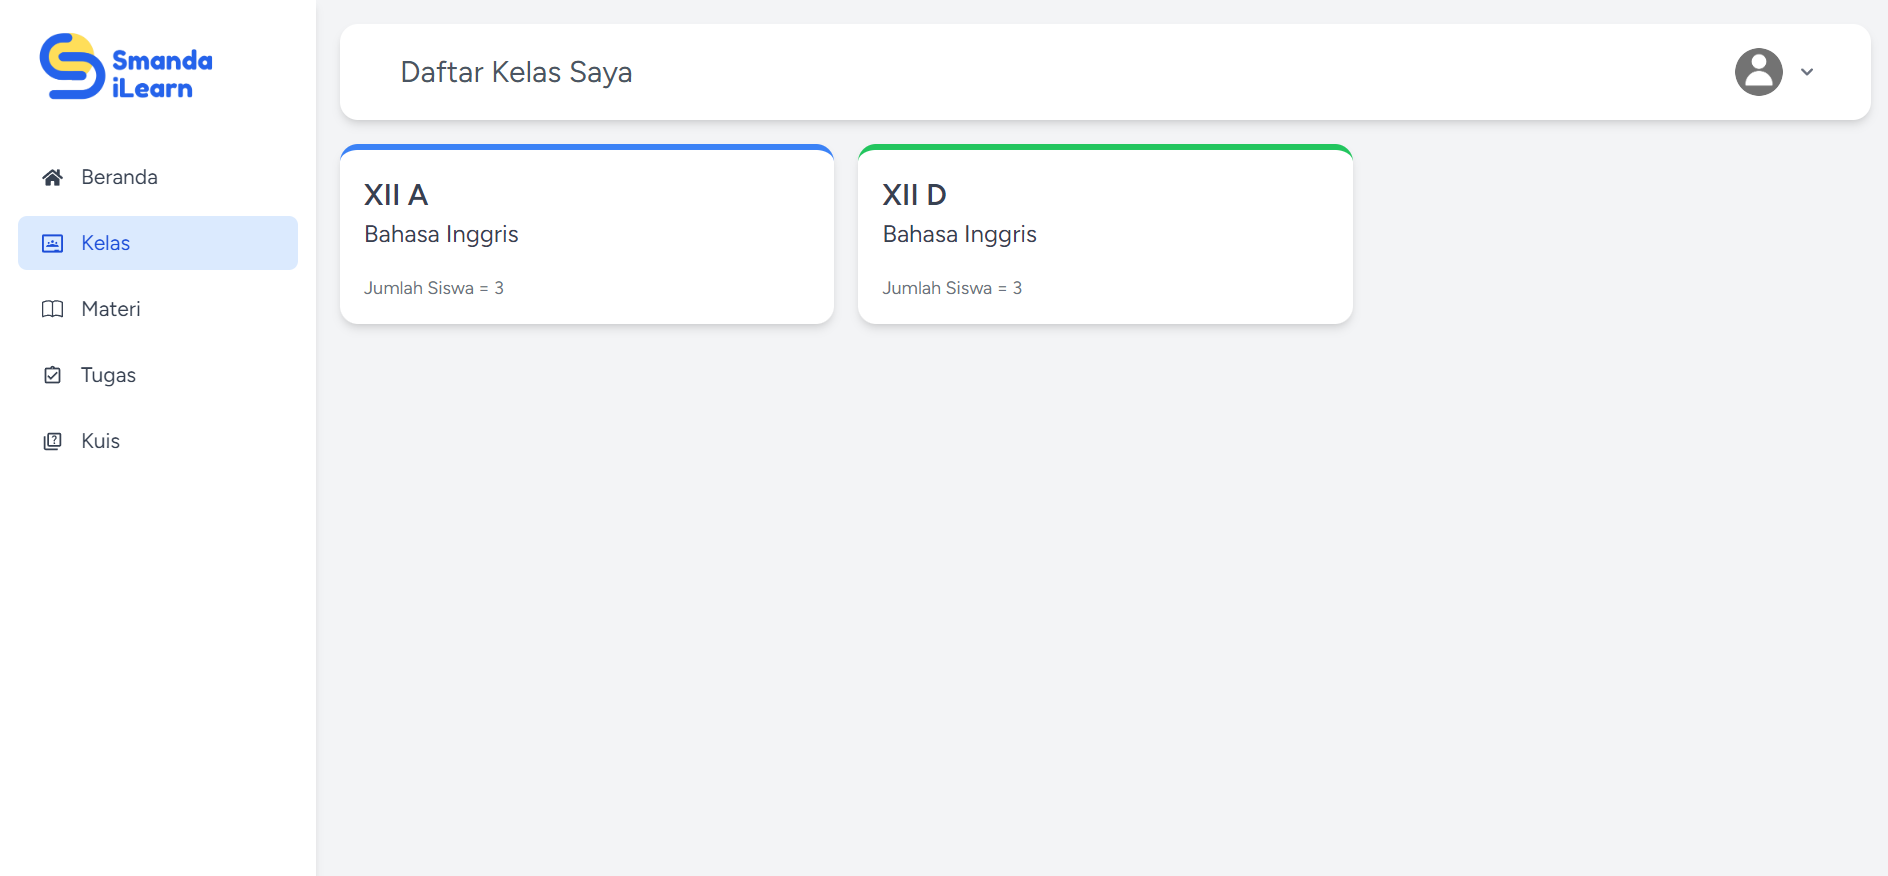 Smanda
iLearn
Beranda
Kelas
Materi
Tugas
Kuis
Daftar Kelas Saya
XII A
Bahasa Inggris
Jumlah Siswa = 3
XII D
Bahasa Inggris
Jumlah Siswa = 3